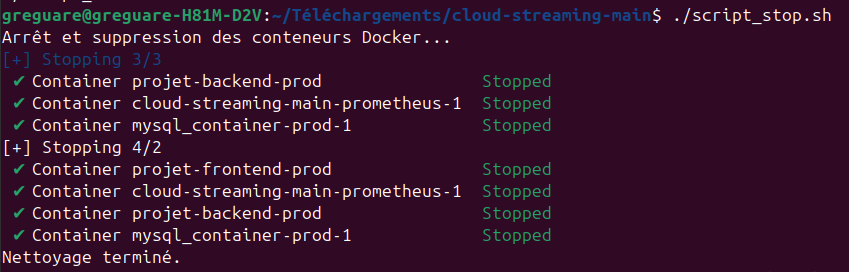 greguare@greguare-H81M-D2V:~/Téléchargements/cloud-streaming-main$ ./script_stop.sh
Arrêt et suppression des conteneurs Docker...
[+] Stopping 3/3
✔ Container projet-backend-prod Stopped
✔ Container cloud-streaming-main-prometheus-1 Stopped
✔ Container mysql_container-prod-1 Stopped
[+] Stopping 4/2
✔ Container projet-frontend-prod Stopped
✔ Container cloud-streaming-main-prometheus-1 Stopped
✔ Container projet-backend-prod Stopped
✔ Container mysql_container-prod-1 Stopped
Nettoyage terminé.